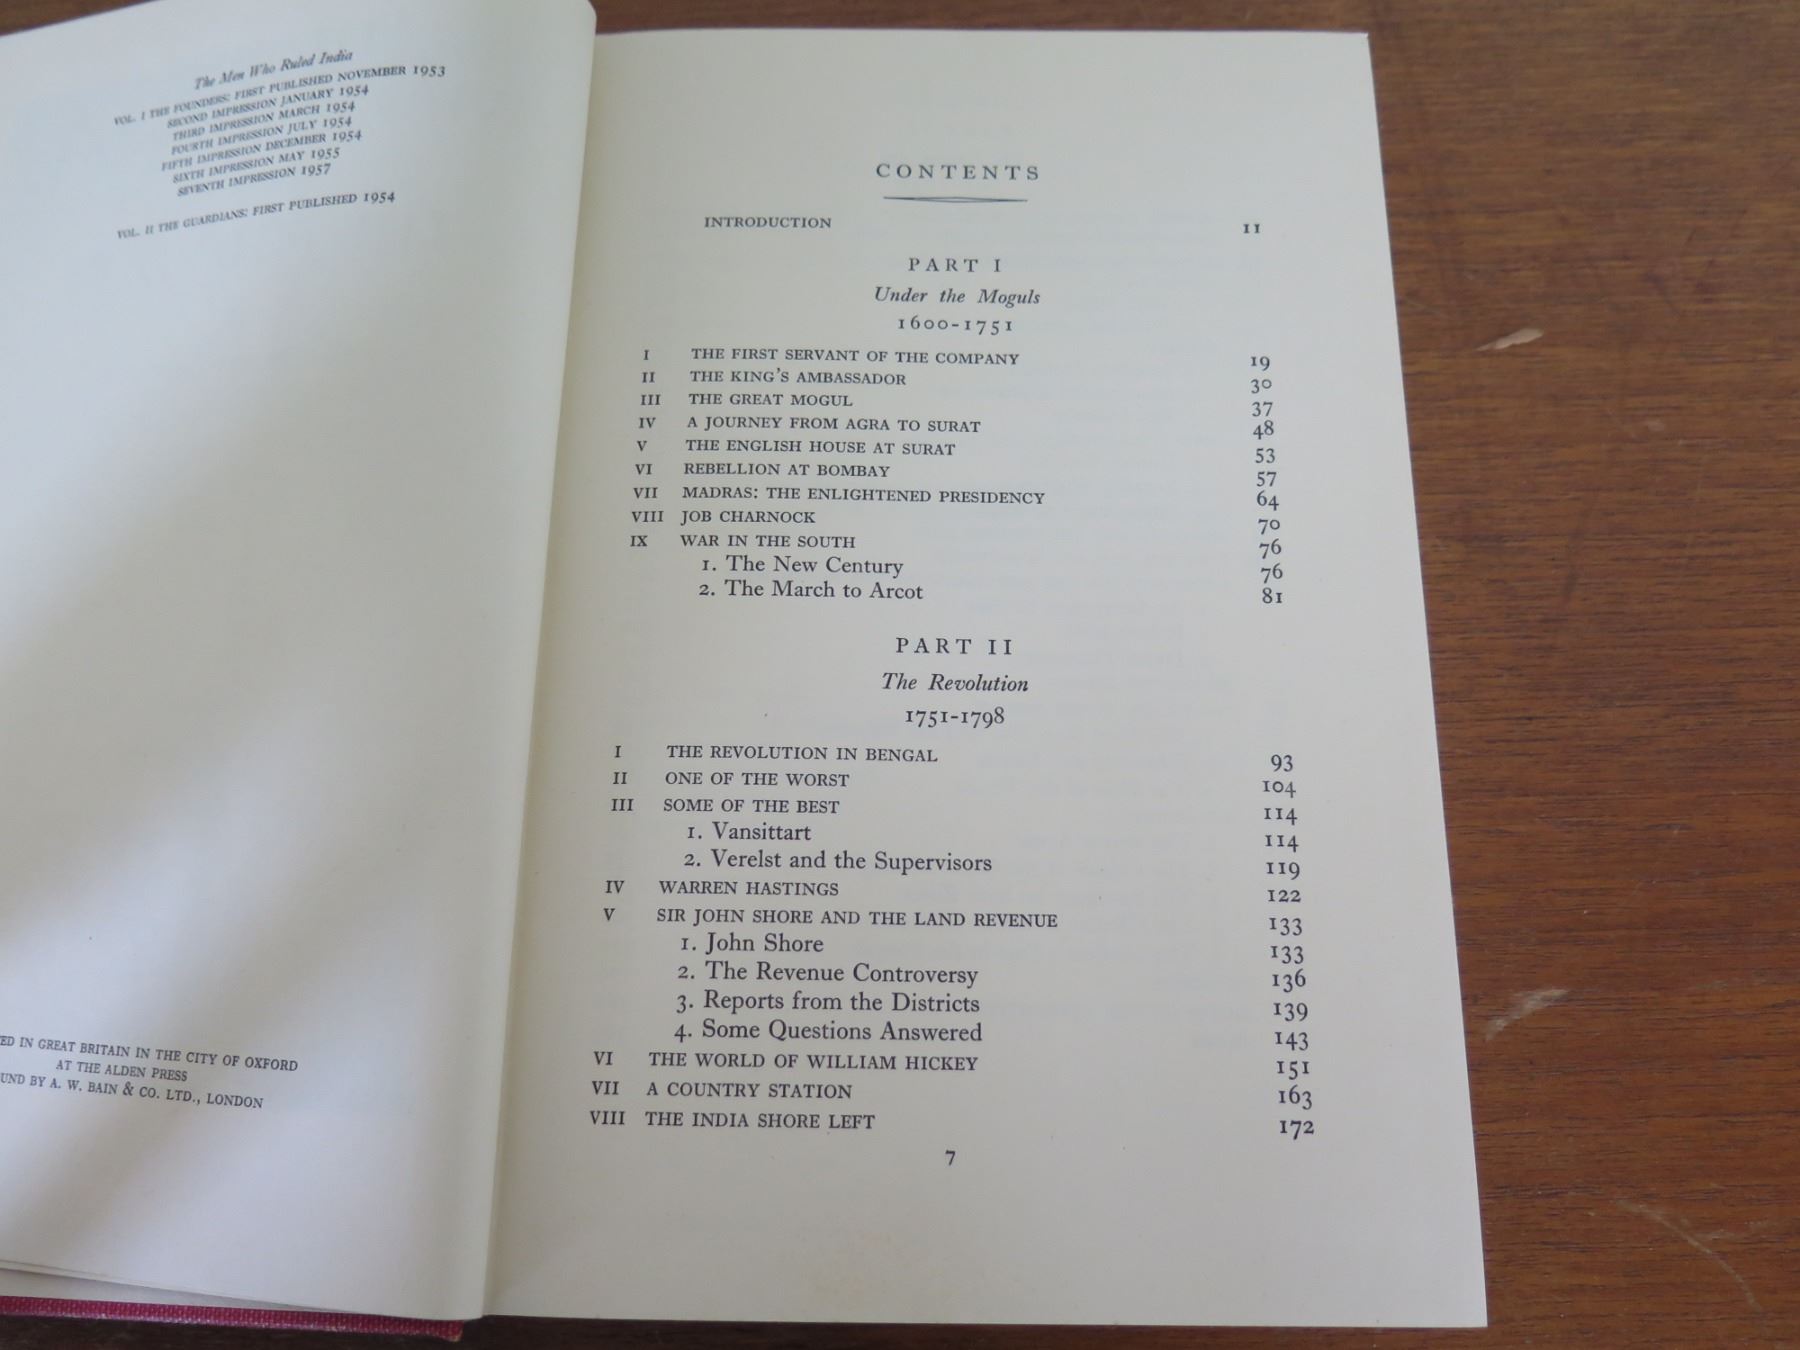 The Men Who Ruled India
VOL. I THE FOUNDERS: FIRST PUBLISHED NOVEMBER 1953
SECOND IMPRESSION JANUARY 1954
THIRD IMPRESSION MARCH 1954
FOURTH IMPRESSION JULY 1954
FIFTH IMPRESSION DECEMBER 1954
SIXTH IMPRESSION MAY 1955
SEVENTH IMPRESSION 1957
VOL. II THE GUARDIANS: FIRST PUBLISHED 1954
ED IN GREAT BRITAIN IN THE CITY OF OXFORD
AT THE ALDEN PRESS
UND BY A. W. BAIN & CO. LTD., LONDON
CONTENTS
INTRODUCTION 11
PART I
Under the Moguls
1600-1751
I THE FIRST SERVANT OF THE COMPANY 19
II THE KING'S AMBASSADOR 30
III THE GREAT MOGUL 37
IV A JOURNEY FROM AGRA TO SURAT 48
V THE ENGLISH HOUSE AT SURAT 53
VI REBELLION AT BOMBAY 57
VII MADRAS: THE ENLIGHTENED PRESIDENCY 64
VIII JOB CHARNOCK 70
IX WAR IN THE SOUTH 76
1. The New Century 76
2. The March to Arcot 81
PART II
The Revolution
1751-1798
I THE REVOLUTION IN BENGAL 93
II ONE OF THE WORST 104
III SOME OF THE BEST 114
1. Vansittart 114
2. Verelst and the Supervisors 119
IV WARREN HASTINGS 122
V SIR JOHN SHORE AND THE LAND REVENUE 133
1. John Shore 133
2. The Revenue Controversy 136
3. Reports from the Districts 139
4. Some Questions Answered 143
VI THE WORLD OF WILLIAM HICKEY 151
VII A COUNTRY STATION 163
VIII THE INDIA SHORE LEFT 172
7